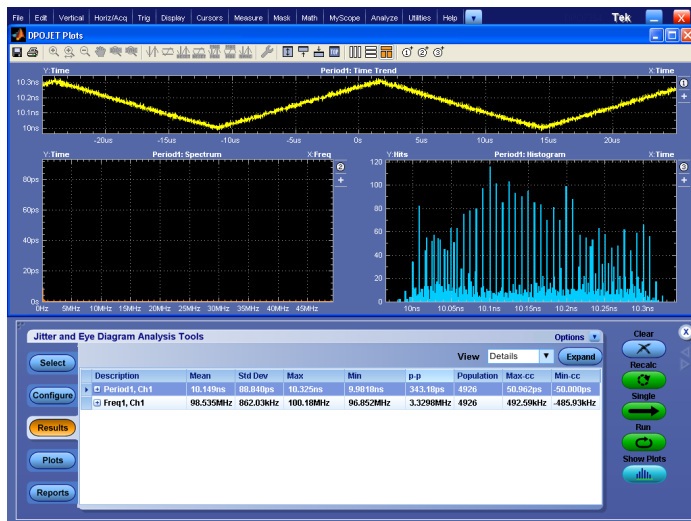 File Edit Vertical Horiz/Acq Trig Display Cursors Measure Mask Math MyScope Analyze Utilities Help Tek
DPOJET Plots
Y:Time Period1: Time Trend X:Time
10.3ns
10.2ns
10.1ns
10ns
-20us -15us -10us -5us 0s 5us 10us 15us 20us
1
Y:Time Period1: Spectrum X:Freq
80ps
60ps
40ps
20ps
0s
0Hz 5MHz 10MHz 15MHz 20MHz 25MHz 30MHz 35MHz 40MHz 45MHz
2
Y:Hits Period1: Histogram X:Time
120
100
80
60
40
20
0
10ns 10.05ns 10.1ns 10.15ns 10.2ns 10.25ns 10.3ns
3
Jitter and Eye Diagram Analysis Tools Options
View Details Expand
Select
Configure
Results
Plots
Reports
Description Mean Std Dev Max Min p-p Population Max-cc Min-cc
Period1, Ch1 10.149ns 88.840ps 10.325ns 9.9818ns 343.18ps 4926 50.962ps -50.000ps
Freq1, Ch1 98.535MHz 862.03kHz 100.18MHz 96.852MHz 3.3298MHz 4926 492.59kHz -485.93kHz
Clear
Recalc
Single
Run
Show Plots